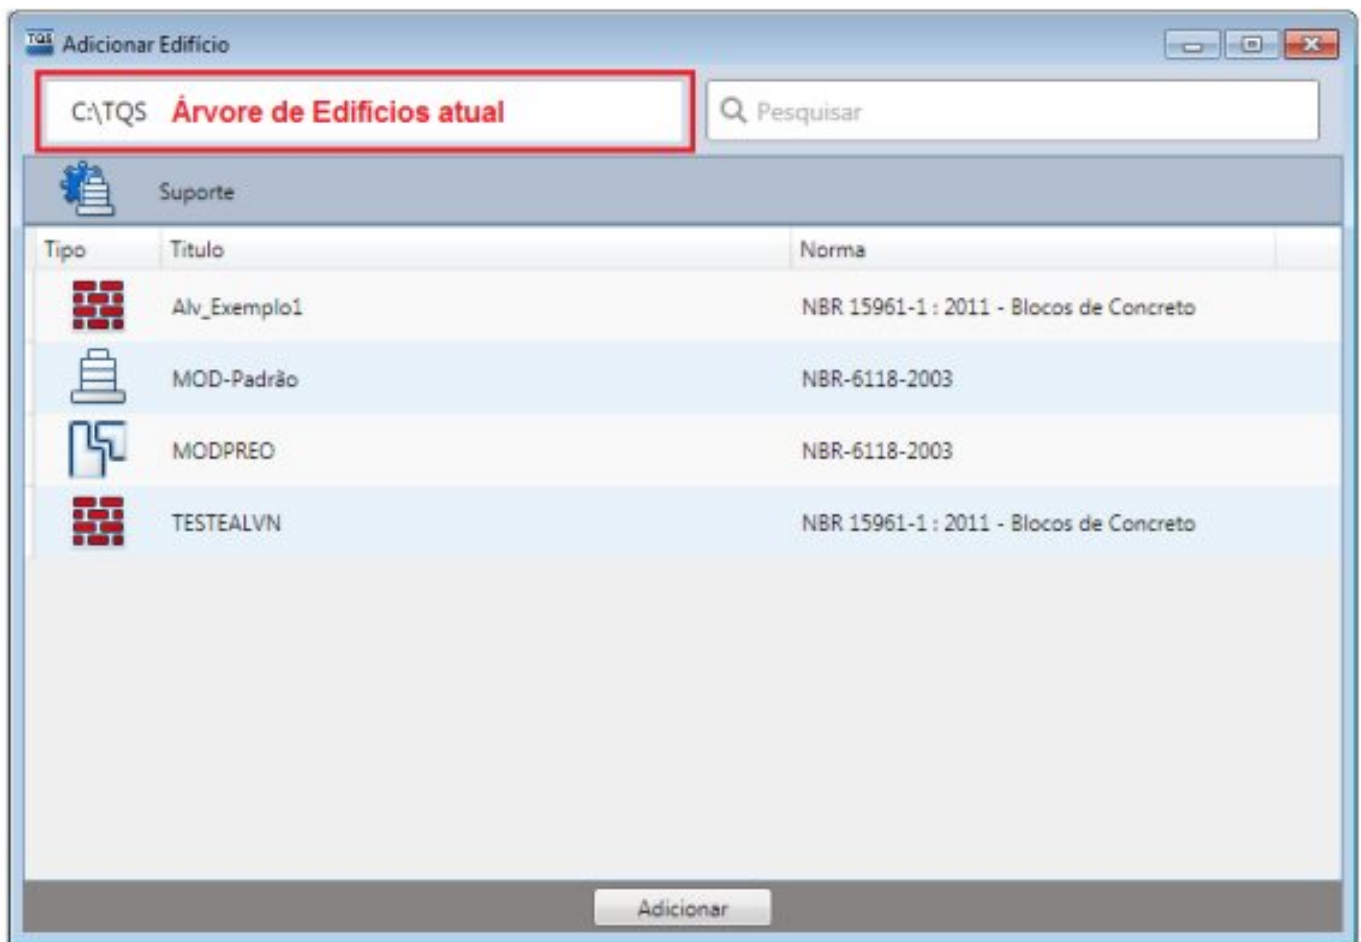 TQS Adicionar Edifício
C:\TQS Árvore de Edifícios atual
Pesquisar
Suporte
Tipo Titulo Norma
Alv_Exemplo1 NBR 15961-1 : 2011 - Blocos de Concreto
MOD-Padrão NBR-6118-2003
MODPREO NBR-6118-2003
TESTEALVN NBR 15961-1 : 2011 - Blocos de Concreto
Adicionar